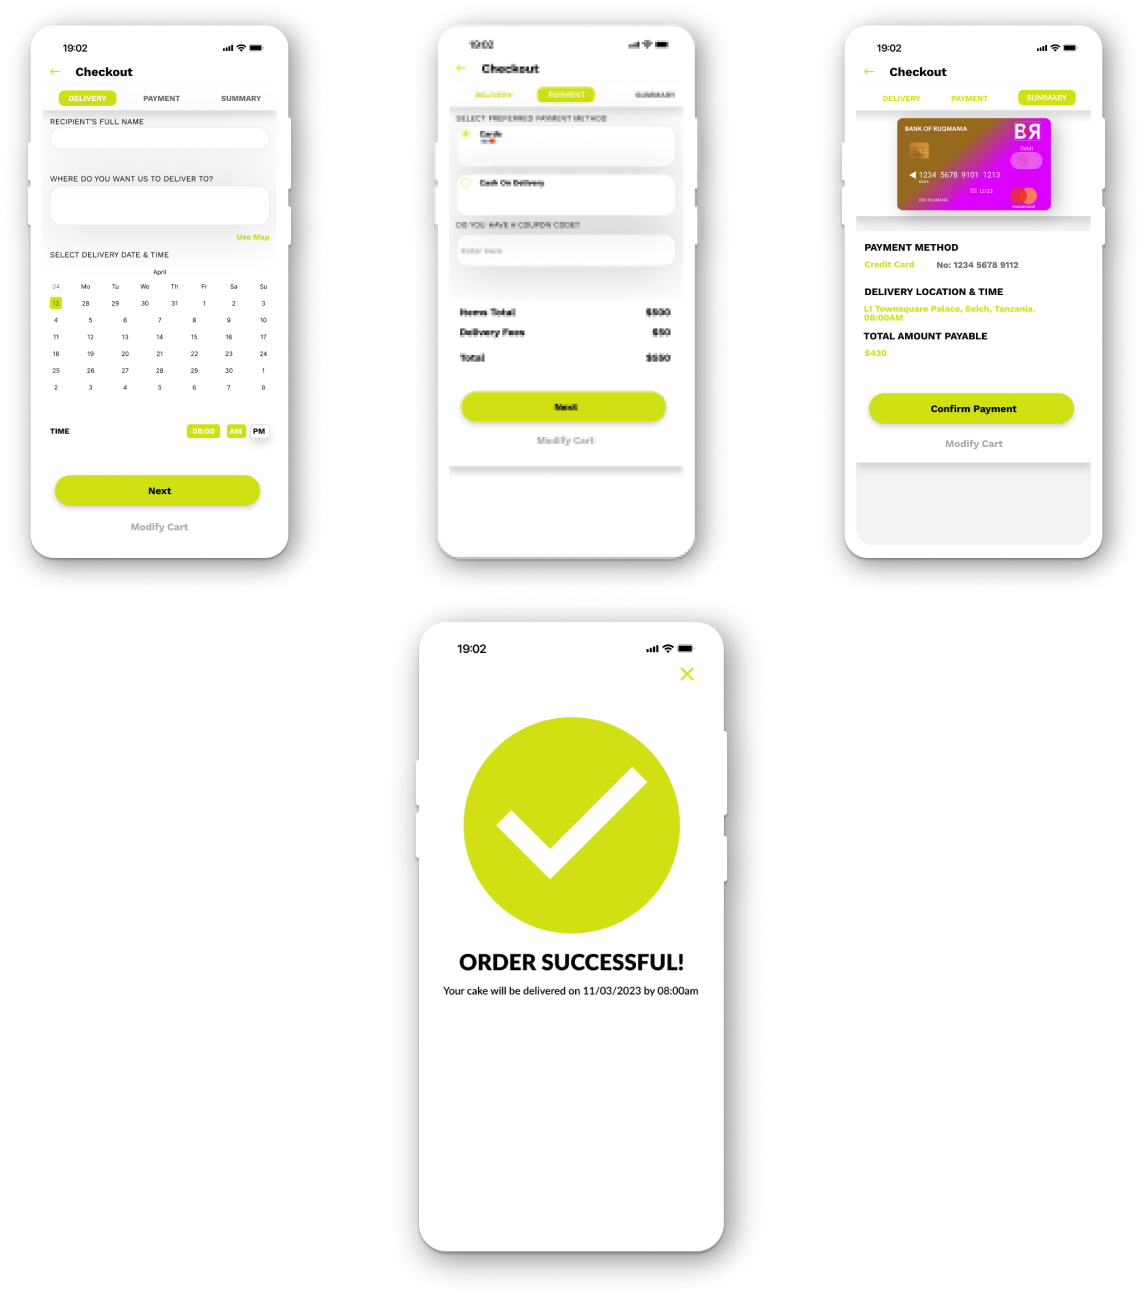 19:02
Checkout
DELIVERY PAYMENT SUMMARY
RECIPIENT'S FULL NAME
WHERE DO YOU WANT US TO DELIVER TO?
Use Map
SELECT DELIVERY DATE & TIME
April
04 Mo Tu We Th Fr Sa Su
13 28 29 30 31 1 2 3
4 5 6 7 8 9 10
11 12 13 14 15 16 17
18 19 20 21 22 23 24
25 26 27 28 29 30 1
2 3 4 5 6 7 8
TIME 08:00 AM PM
Next
Modify Cart
19:02
Checkout
DELIVERY PAYMENT SUMMARY
SELECT PREFERRED PAYMENT METHOD
Cards
Cash On Delivery
DO YOU HAVE A COUPON CODE?
Enter Here
Items Total $500
Delivery Fees $50
Total $550
Next
Modify Cart
19:02
Checkout
DELIVERY PAYMENT SUMMARY
BANK OF RUQMANIA BR
Debit
1234 5678 9101 1213
12/23
EBS RUQMANIA
mastercard
PAYMENT METHOD
Credit Card No: 1234 5678 9112
DELIVERY LOCATION & TIME
L1 Townsquare Palace, Seich, Tanzania.
08:00AM
TOTAL AMOUNT PAYABLE
$430
Confirm Payment
Modify Cart
19:02
ORDER SUCCESSFUL!
Your cake will be delivered on 11/03/2023 by 08:00am